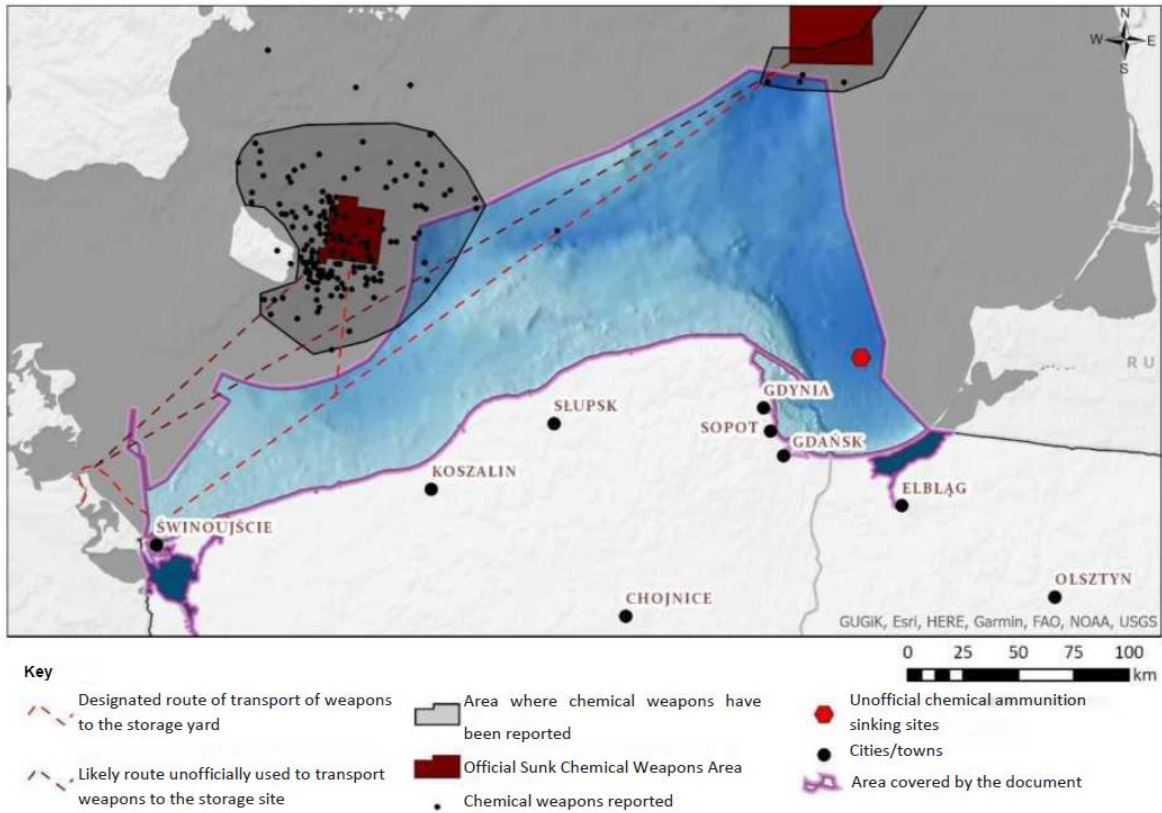 N
W E
S
RU
GDYNIA
SŁUPSK
SOPOT
GDAŃSK
KOSZALIN
ELBLĄG
ŚWINOUJŚCIE
OLSZTYN
CHOJNICE
GUGiK, Esri, HERE, Garmin, FAO, NOAA, USGS
0 25 50 75 100
km
Key
Designated route of transport of weapons
to the storage yard
Likely route unofficially used to transport
weapons to the storage site
Area where chemical weapons have
been reported
Official Sunk Chemical Weapons Area
Chemical weapons reported
Unofficial chemical ammunition
sinking sites
Cities/towns
Area covered by the document